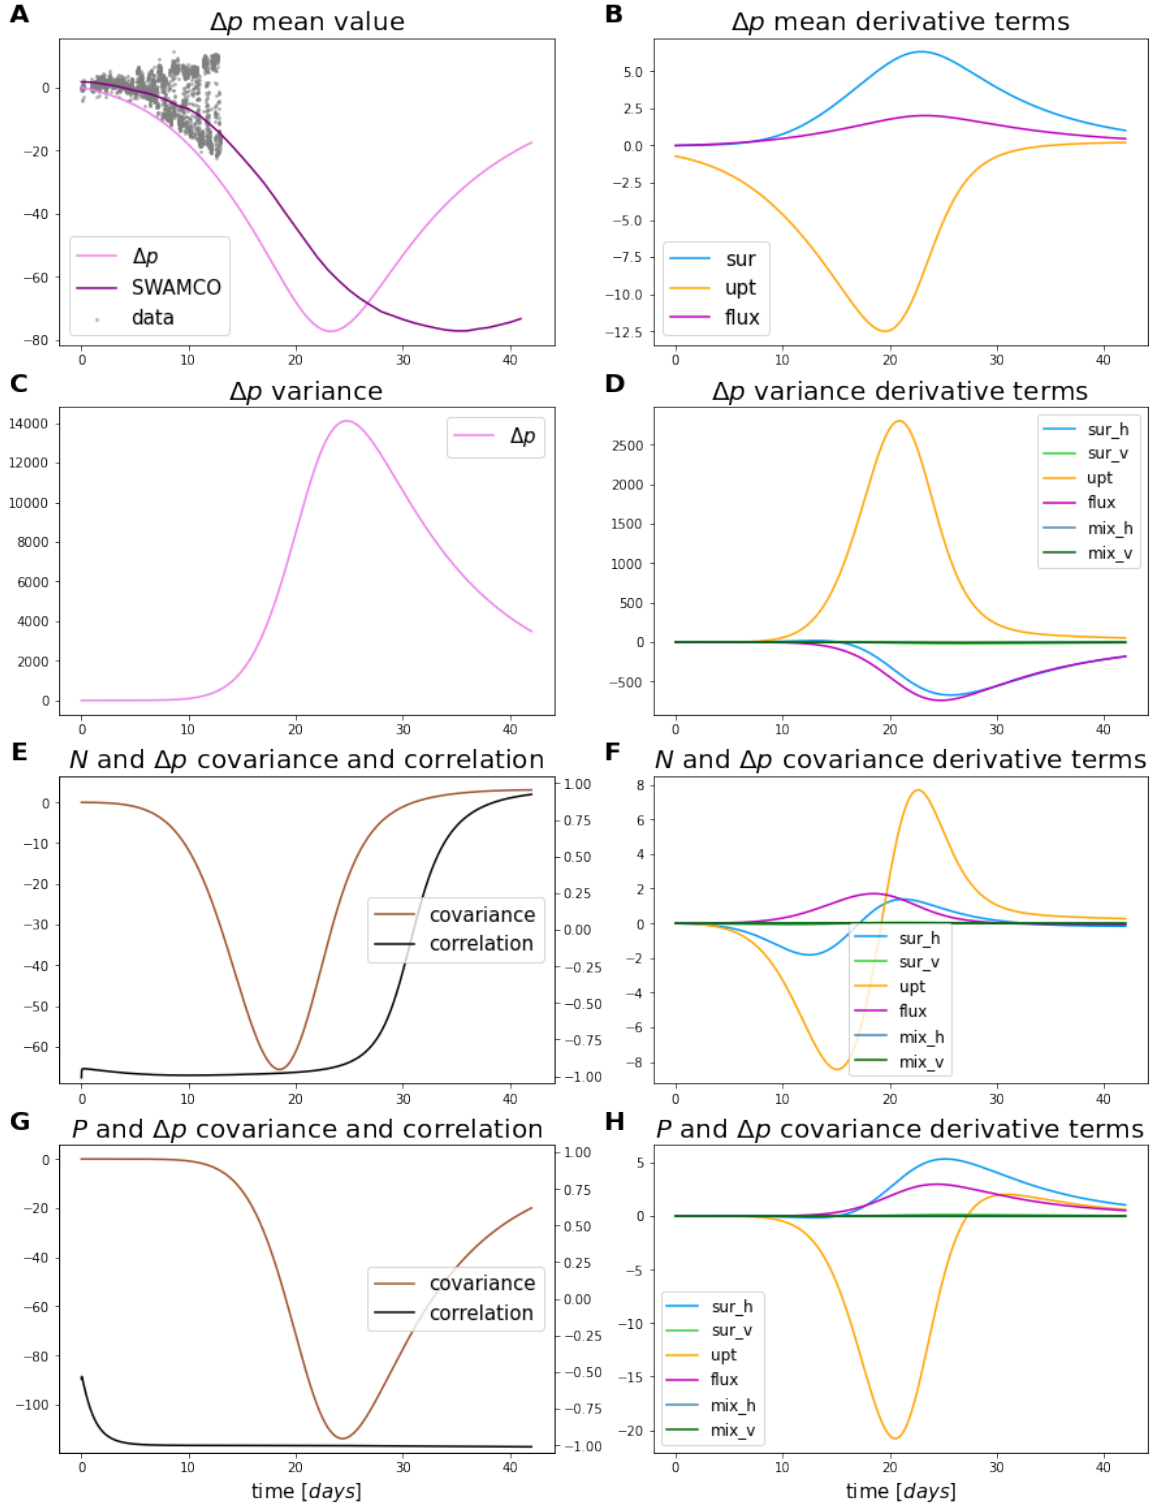 A
Δp mean value
0
−20
−40
−60
−80
Δp
SWAMCO
data
0 10 20 30 40
B
Δp mean derivative terms
5.0
2.5
0.0
−2.5
−5.0
−7.5
−10.0
−12.5
sur
upt
flux
0 10 20 30 40
C
Δp variance
14000
12000
10000
8000
6000
4000
2000
0
Δp
0 10 20 30 40
D
Δp variance derivative terms
2500
2000
1500
1000
500
0
−500
sur_h
sur_v
upt
flux
mix_h
mix_v
0 10 20 30 40
E
N and Δp covariance and correlation
0
−10
−20
−30
−40
−50
−60
1.00
0.75
0.50
0.25
0.00
−0.25
−0.50
−0.75
−1.00
covariance
correlation
0 10 20 30 40
F
N and Δp covariance derivative terms
8
6
4
2
0
−2
−4
−6
−8
sur_h
sur_v
upt
flux
mix_h
mix_v
0 10 20 30 40
G
P and Δp covariance and correlation
0
−20
−40
−60
−80
−100
1.00
0.75
0.50
0.25
0.00
−0.25
−0.50
−0.75
−1.00
covariance
correlation
0 10 20 30 40
time [days]
H
P and Δp covariance derivative terms
5
0
−5
−10
−15
−20
sur_h
sur_v
upt
flux
mix_h
mix_v
0 10 20 30 40
time [days]